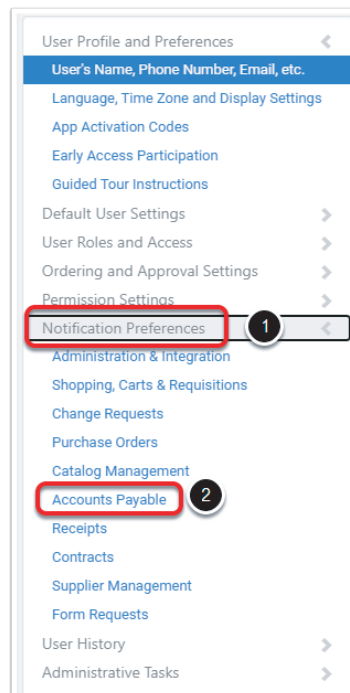 User Profile and Preferences
User's Name, Phone Number, Email, etc.
Language, Time Zone and Display Settings
App Activation Codes
Early Access Participation
Guided Tour Instructions
Default User Settings
User Roles and Access
Ordering and Approval Settings
Permission Settings
Notification Preferences 1
Administration & Integration
Shopping, Carts & Requisitions
Change Requests
Purchase Orders
Catalog Management
Accounts Payable 2
Receipts
Contracts
Supplier Management
Form Requests
User History
Administrative Tasks